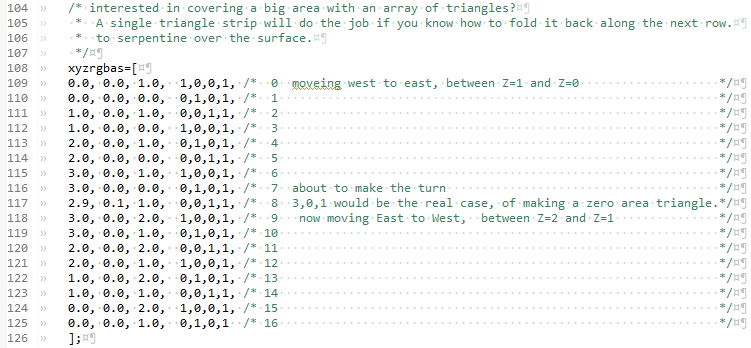 104 » /* interested in covering a big area with an array of triangles?¤¶
105 »  *  A single triangle strip will do the job if you know how to fold it back along the next row.¤¶
106 »  *  to serpentine over the surface.¤¶
107 »  */¤¶
108 » xyzrgbas=[¤¶
109 » 0.0, 0.0, 1.0,  1,0,0,1, /*  0  moveing west to east, between Z=1 and Z=0 */¤¶
110 » 0.0, 0.0, 0.0,  0,1,0,1, /*  1 */¤¶
111 » 1.0, 0.0, 1.0,  0,0,1,1, /*  2 */¤¶
112 » 1.0, 0.0, 0.0,  1,0,0,1, /*  3 */¤¶
113 » 2.0, 0.0, 1.0,  0,1,0,1, /*  4 */¤¶
114 » 2.0, 0.0, 0.0,  0,0,1,1, /*  5 */¤¶
115 » 3.0, 0.0, 1.0,  1,0,0,1, /*  6 */¤¶
116 » 3.0, 0.0, 0.0,  0,1,0,1, /*  7  about to make the turn */¤¶
117 » 2.9, 0.1, 1.0,  0,0,1,1, /*  8  3,0,1 would be the real case, of making a zero area triangle.*/¤¶
118 » 3.0, 0.0, 2.0,  1,0,0,1, /*  9   now moving East to West,  between Z=2 and Z=1 */¤¶
119 » 3.0, 0.0, 1.0,  0,1,0,1, /* 10 */¤¶
120 » 2.0, 0.0, 2.0,  0,0,1,1, /* 11 */¤¶
121 » 2.0, 0.0, 1.0,  1,0,0,1, /* 12 */¤¶
122 » 1.0, 0.0, 2.0,  0,1,0,1, /* 13 */¤¶
123 » 1.0, 0.0, 1.0,  0,0,1,1, /* 14 */¤¶
124 » 0.0, 0.0, 2.0,  1,0,0,1, /* 15 */¤¶
125 » 0.0, 0.0, 1.0,  0,1,0,1  /* 16 */¤¶
126 » ];¤¶